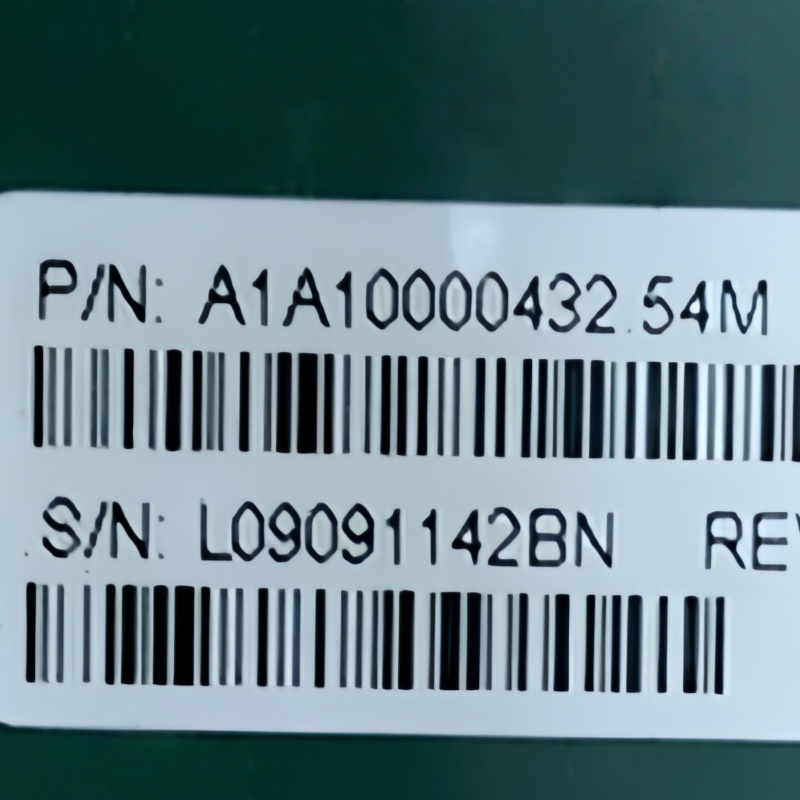 P/N: A1A10000432.54M
S/N: L09091142BN REV